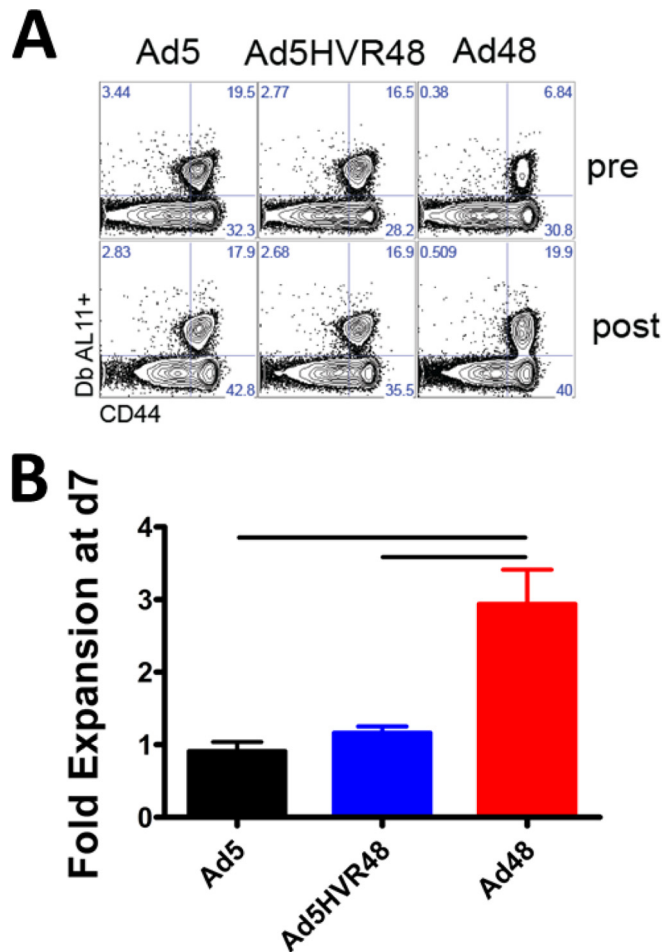 A
Ad5 Ad5HVR48 Ad48
3.44 19.5 2.77 16.5 0.38 6.84
pre
32.3 28.2 30.8
2.83 17.9 2.68 16.9 0.509 19.9
post
Db AL11+
42.8 35.5 40
CD44
B
Fold Expansion at d7
4
3
2
1
0
Ad5 Ad5HVR48 Ad48